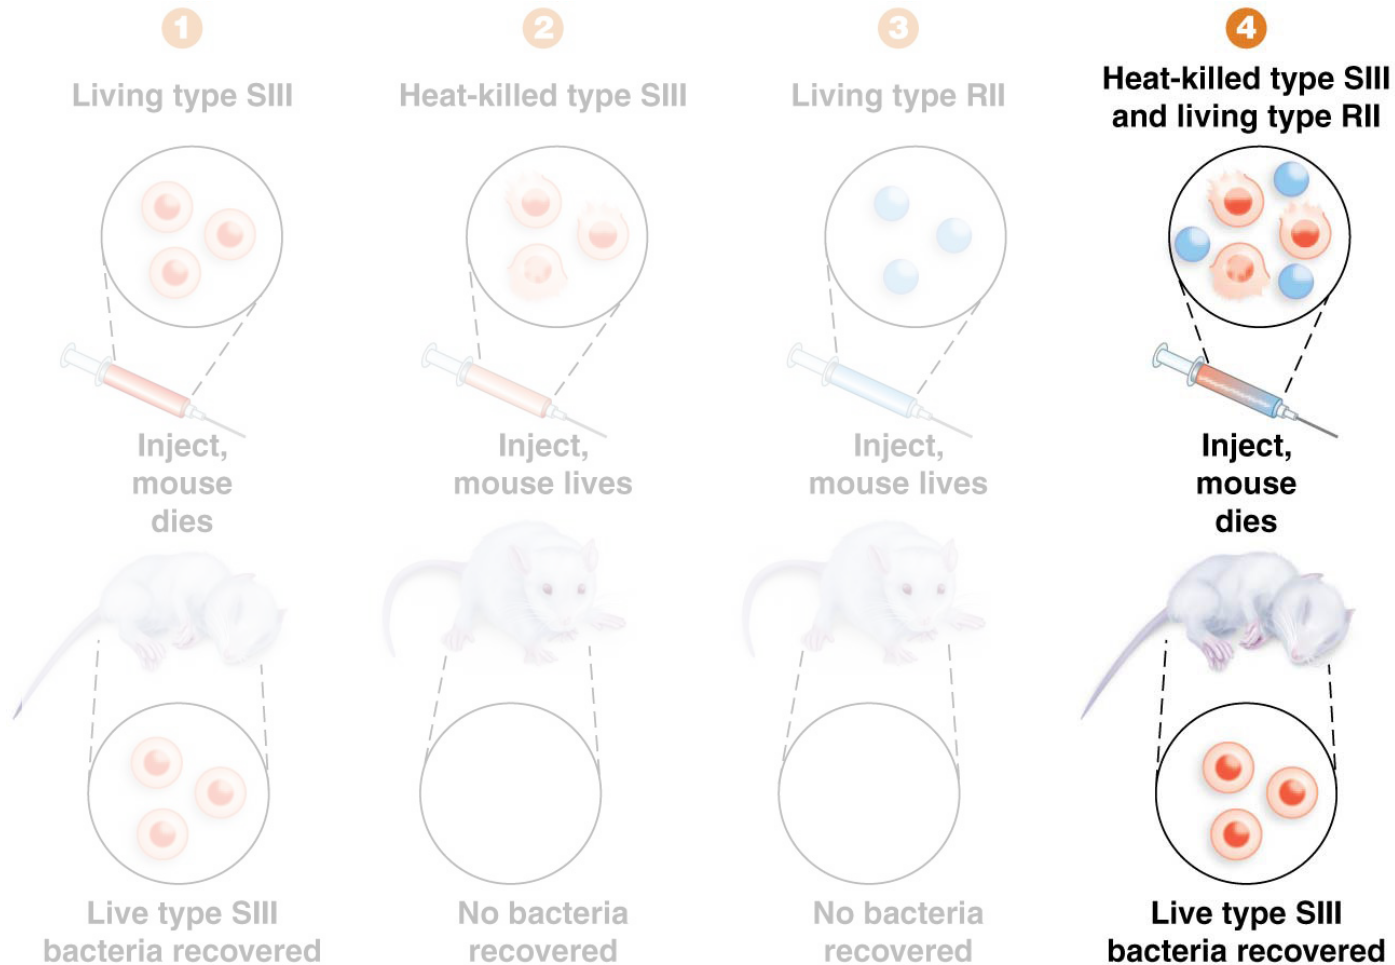 1
Living type SIII
Inject,
mouse
dies
Live type SIII
bacteria recovered
2
Heat-killed type SIII
Inject,
mouse lives
No bacteria
recovered
3
Living type RII
Inject,
mouse lives
No bacteria
recovered
4
Heat-killed type SIII
and living type RII
Inject,
mouse
dies
Live type SIII
bacteria recovered